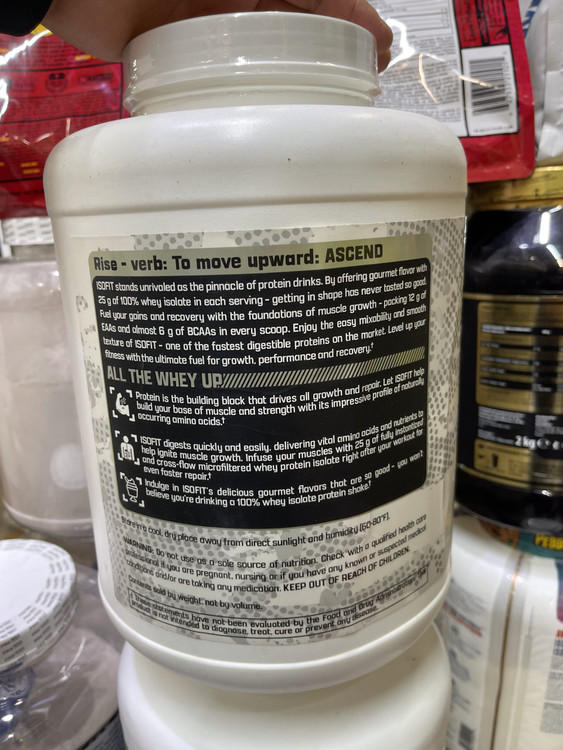 Rise - verb: To move upward: ASCEND
ISOFIT stands unrivaled as the pinnacle of protein drinks. By offering gourmet flavor with
25 g of 100% whey isolate in each serving - getting in shape has never tasted so good.
Fuel your gains and recovery with the foundations of muscle growth - packing 12 g of
EAAs and almost 6 g of BCAAs in every scoop. Enjoy the easy mixability and smooth
texture of ISOFIT - one of the fastest digestible proteins on the market. Level up your
fitness with the ultimate fuel for growth, performance and recovery.†
ALL THE WHEY UP
Protein is the building block that drives all growth and repair. Let ISOFIT help
build your base of muscle and strength with its impressive profile of naturally
occurring amino acids.†
ISOFIT digests quickly and easily, delivering vital amino acids and nutrients to
help ignite muscle growth. Infuse your muscles with 25 g of fully instantized
and cross-flow microfiltered whey protein isolate right after your workout for
even faster repair.†
Indulge in ISOFIT's delicious gourmet flavors that are so good - you won't
believe you're drinking a 100% whey isolate protein shake.†
Store in a cool, dry place away from direct sunlight and humidity (60-80°F).
WARNING: Do not use as a sole source of nutrition. Check with a qualified health care
professional if you are pregnant, nursing or if you have any known or suspected medical
conditions and/or are taking any medication. KEEP OUT OF REACH OF CHILDREN.
Contents sold by weight, not by volume.
† These statements have not been evaluated by the Food and Drug Administration. This
product is not intended to diagnose, treat, cure or prevent any disease.
2 kg e